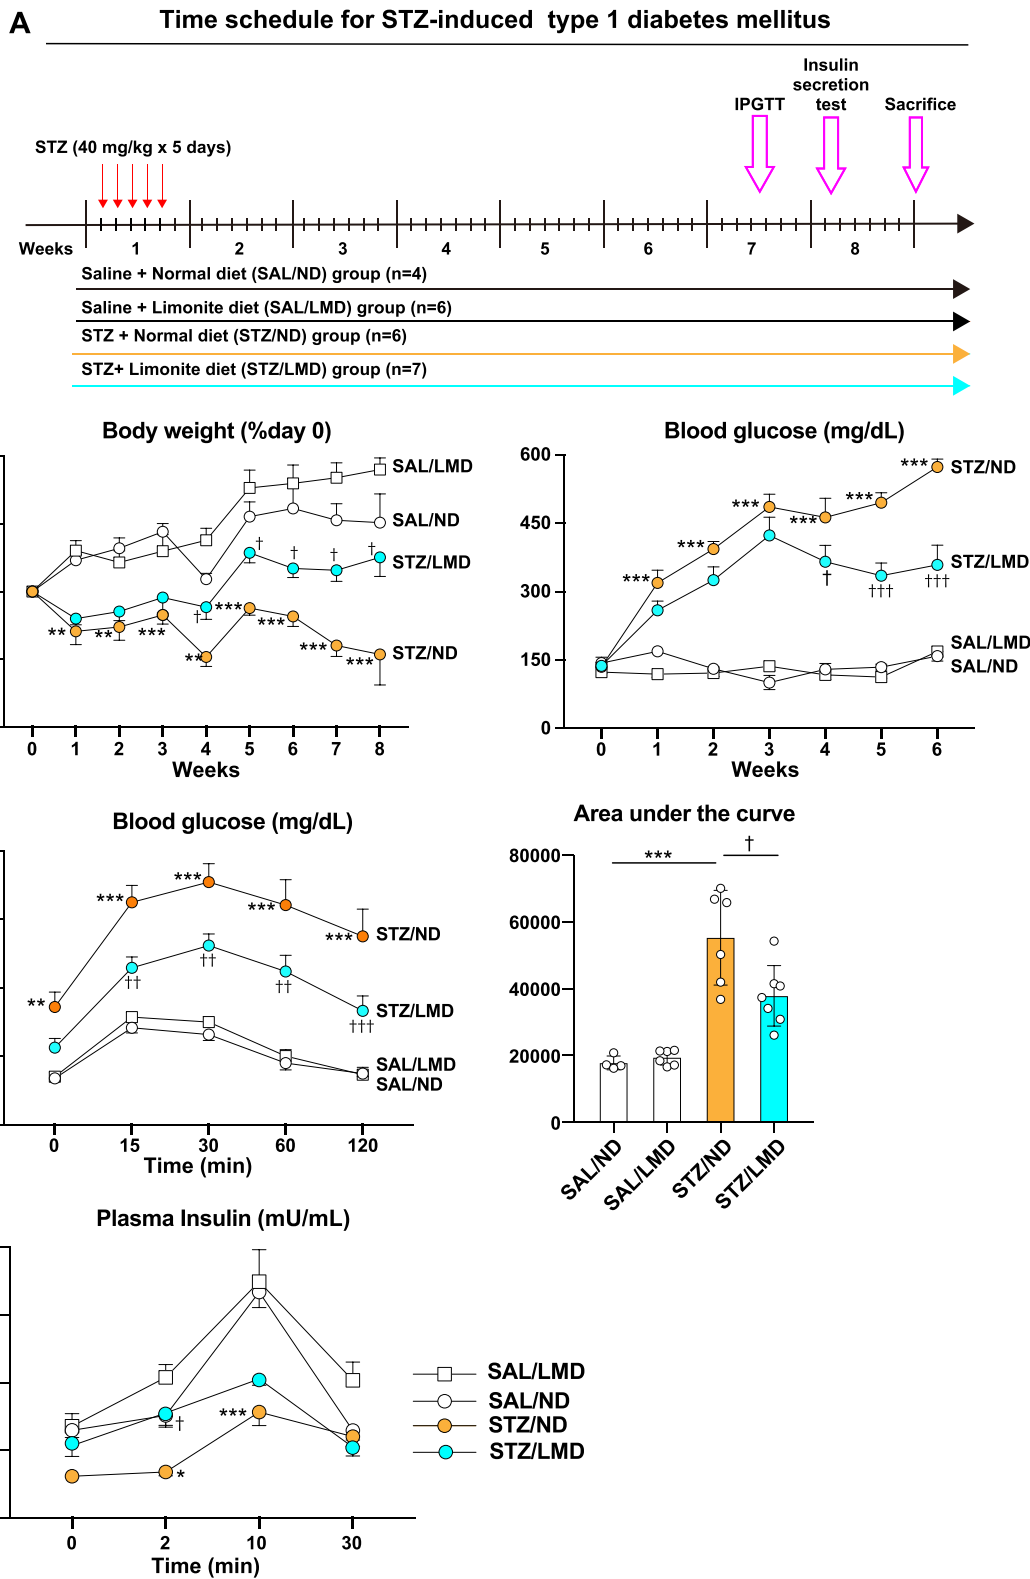 A
Time schedule for STZ-induced type 1 diabetes mellitus
Insulin
secretion
IPGTT test Sacrifice
STZ (40 mg/kg x 5 days)
Weeks 1 2 3 4 5 6 7 8
Saline + Normal diet (SAL/ND) group (n=4)
Saline + Limonite diet (SAL/LMD) group (n=6)
STZ + Normal diet (STZ/ND) group (n=6)
STZ+ Limonite diet (STZ/LMD) group (n=7)
Body weight (%day 0)
SAL/LMD
SAL/ND
† † † †
STZ/LMD
†
** ** *** ** *** *** *** ***
STZ/ND
0 1 2 3 4 5 6 7 8
Weeks
Blood glucose (mg/dL)
600
450
300
150
0
*** *** *** *** *** ***
STZ/ND
STZ/LMD
† ††† †††
SAL/LMD
SAL/ND
0 1 2 3 4 5 6
Weeks
Blood glucose (mg/dL)
** *** *** *** ***
STZ/ND
†† †† †† †††
STZ/LMD
SAL/LMD
SAL/ND
0 15 30 60 120
Time (min)
Area under the curve
80000
60000
40000
20000
0
*** †
SAL/ND
SAL/LMD
STZ/ND
STZ/LMD
Plasma Insulin (mU/mL)
***
†
*
SAL/LMD
SAL/ND
STZ/ND
STZ/LMD
0 2 10 30
Time (min)